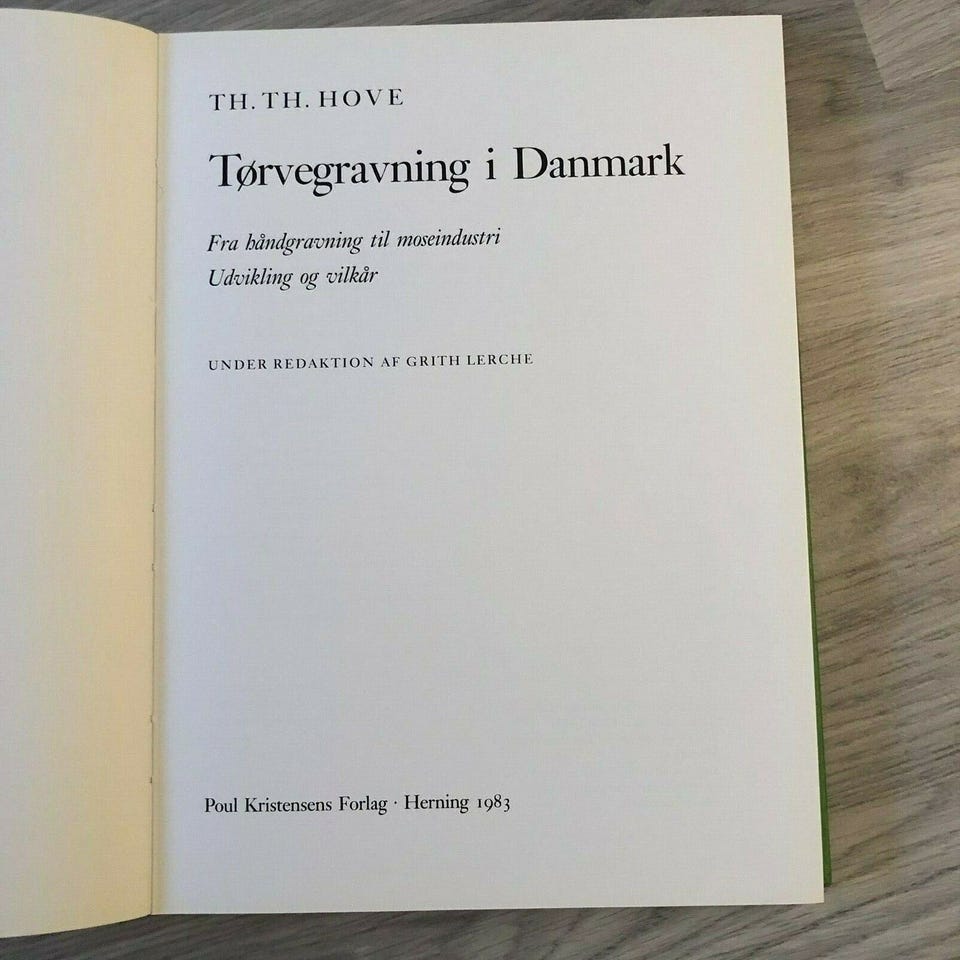 TH. TH. HOVE
Tørvegravning i Danmark
Fra håndgravning til moseindustri
Udvikling og vilkår
UNDER REDAKTION AF GRITH LERCHE
Poul Kristensens Forlag · Herning 1983